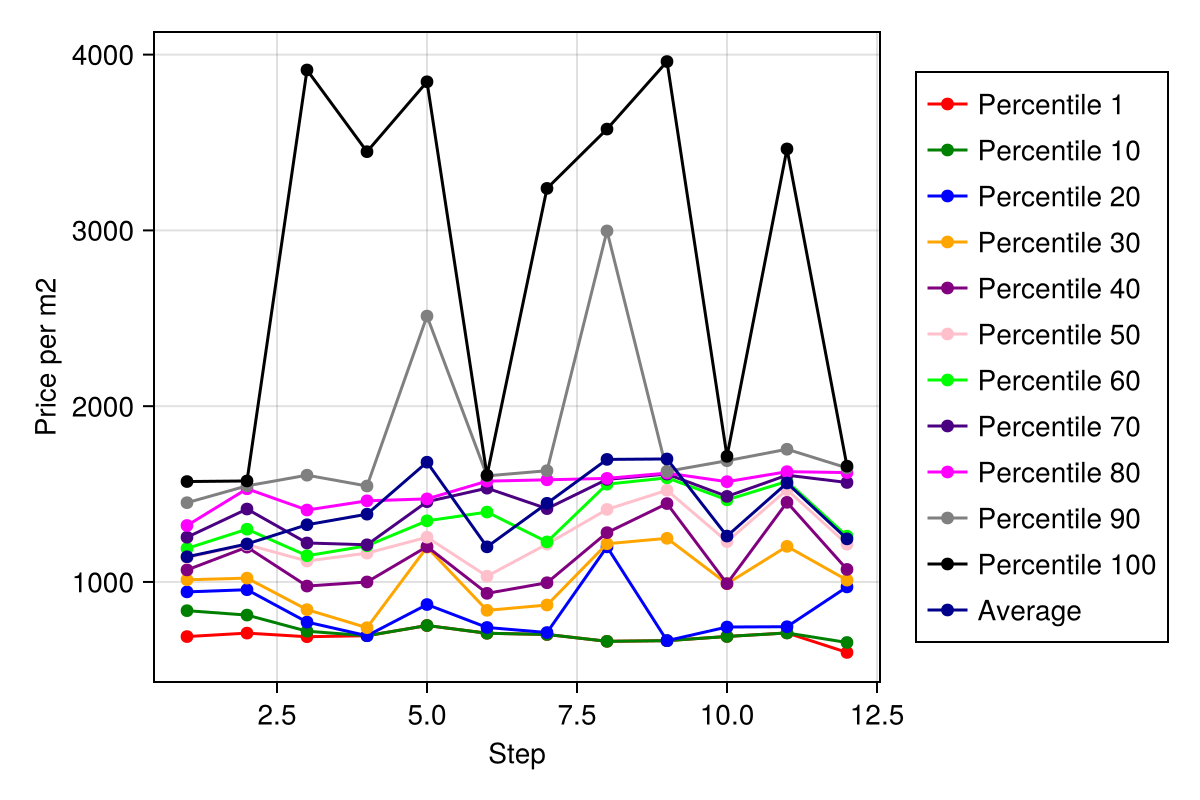 4000
3000
2000
1000
Price per m2
2.5
5.0
7.5
10.0
12.5
Step
Percentile 1
Percentile 10
Percentile 20
Percentile 30
Percentile 40
Percentile 50
Percentile 60
Percentile 70
Percentile 80
Percentile 90
Percentile 100
Average